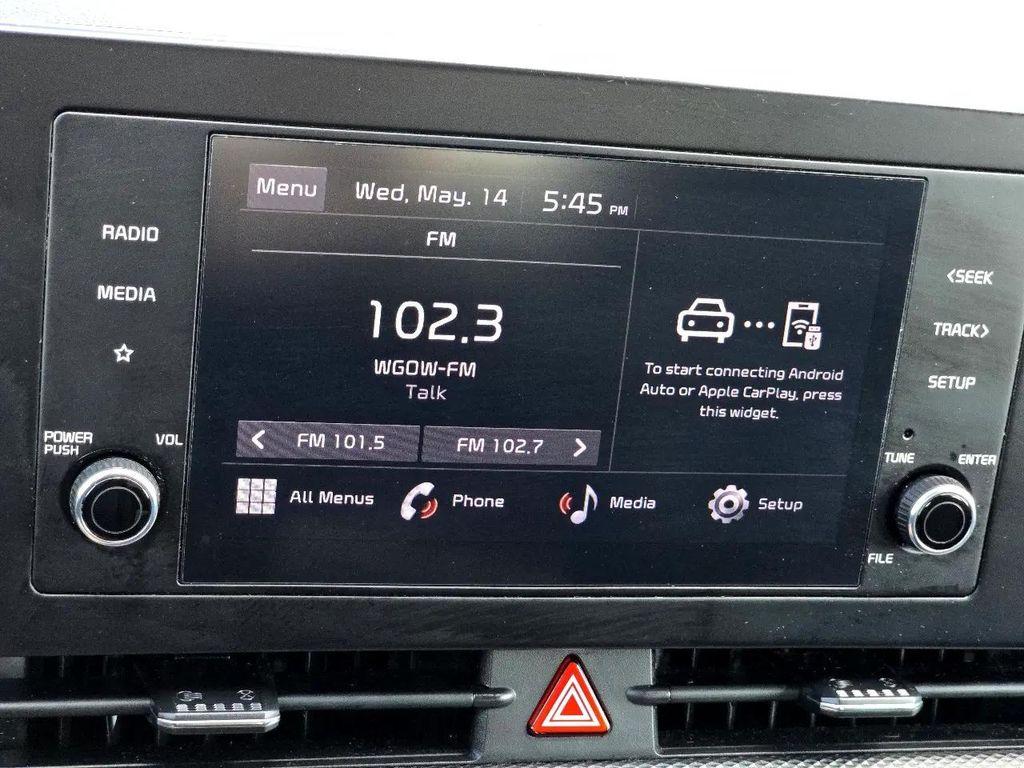 Menu Wed, May. 14 5:45 PM
RADIO
MEDIA
POWER
PUSH
VOL
FM
102.3
WGOW-FM
Talk
FM 101.5 FM 102.7
To start connecting Android
Auto or Apple CarPlay, press
this widget.
All Menus Phone Media Setup
<SEEK
TRACK>
SETUP
TUNE ENTER
FILE